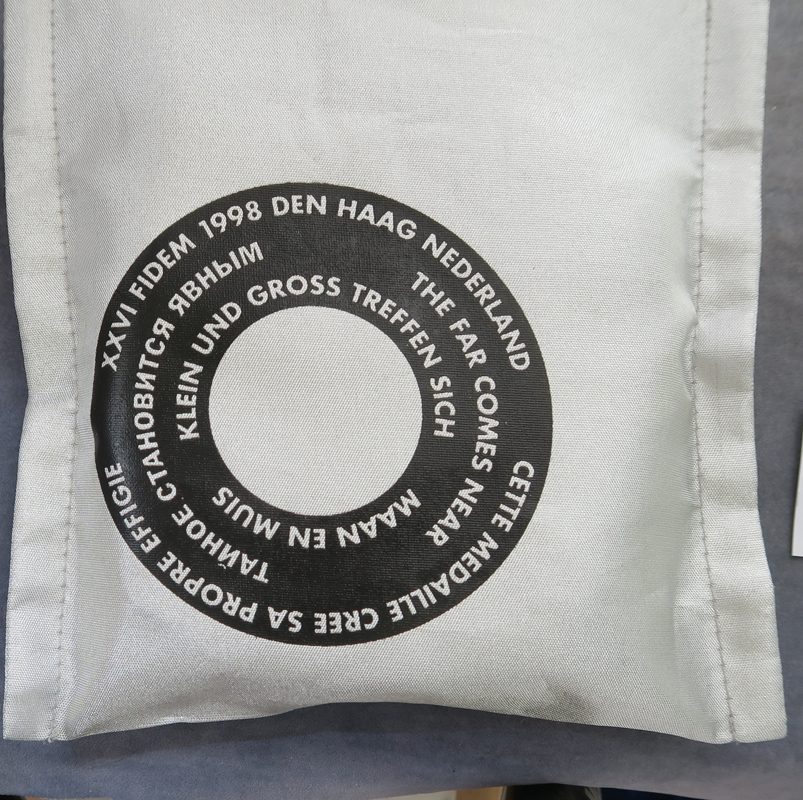 XXVI FIDEM 1998 DEN HAAG NEDERLAND
CETTE MEDAILLE CREE SA PROPRE EFFIGIE
ТАЙНОЕ СТАНОВИТСЯ ЯВНЫМ
THE FAR COMES NEAR
KLEIN UND GROSS TREFFEN SICH
MAAN EN MUIS